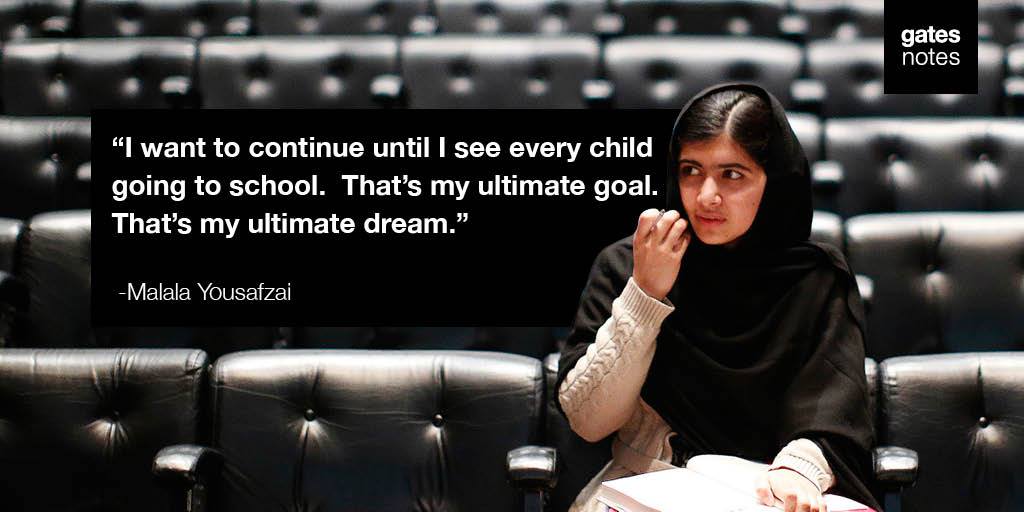 gates
notes
“I want to continue until I see every child
going to school.  That’s my ultimate goal.
That’s my ultimate dream.”
-Malala Yousafzai